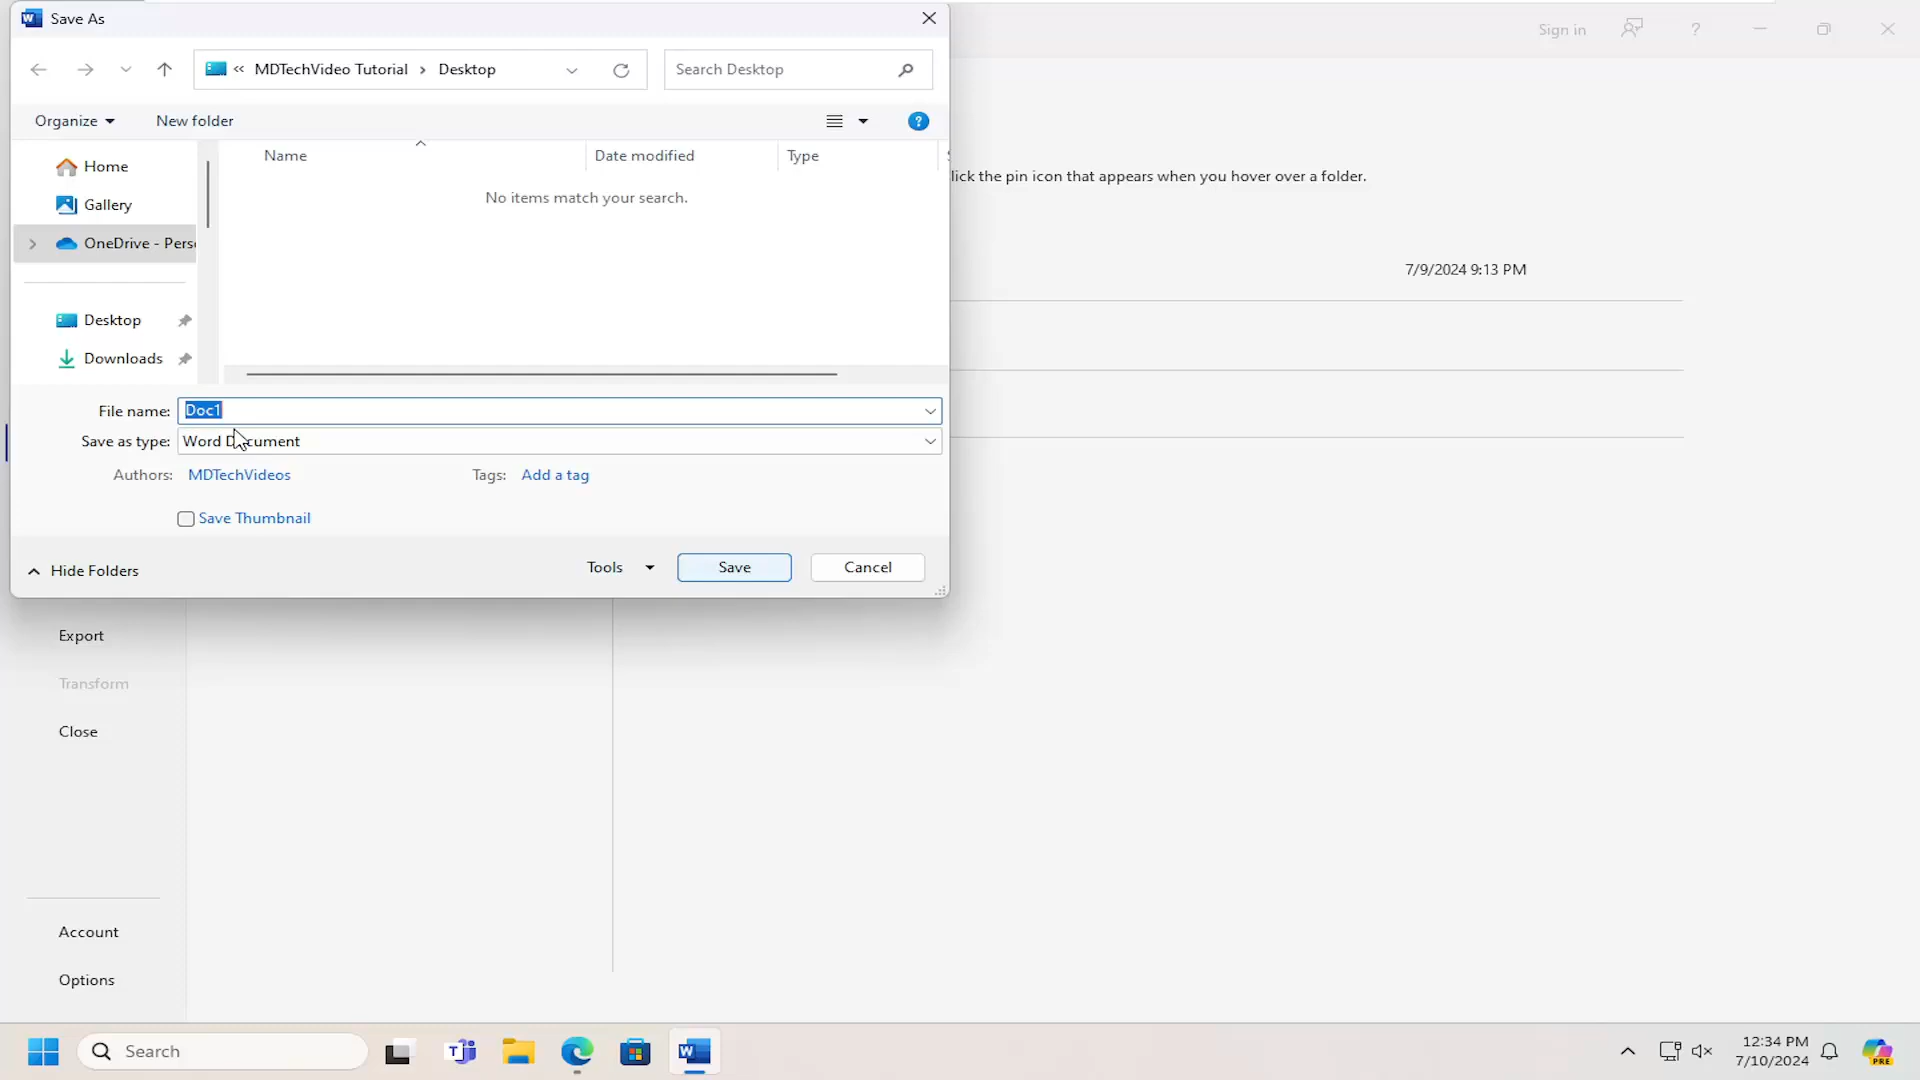 Save As
Sign in
?
MDTechVideo Tutorial
Desktop
Search Desktop
Organize
New folder
?
Name
Date modified
Type
Home
No items match your search.
lick the pin icon that appears when you hover over a folder.
Gallery
OneDrive - Pers
7/9/2024 9:13 PM
Desktop
Downloads
File name: Doc1
Save as type: Word Document
Authors: MDTechVideos Tags: Add a tag
Save Thumbnail
Hide Folders
Tools
Save
Cancel
Export
Transform
Close
Account
Options
Search
12:34 PM
7/10/2024
PRE